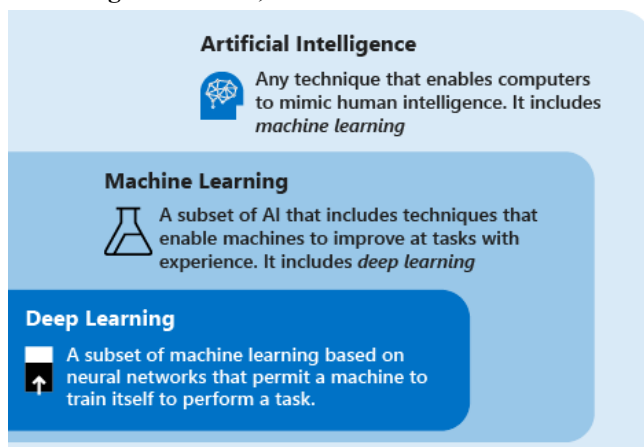 Artificial Intelligence
Any technique that enables computers
to mimic human intelligence. It includes
machine learning
Machine Learning
A subset of AI that includes techniques that
enable machines to improve at tasks with
experience. It includes deep learning
Deep Learning
A subset of machine learning based on
neural networks that permit a machine to
train itself to perform a task.